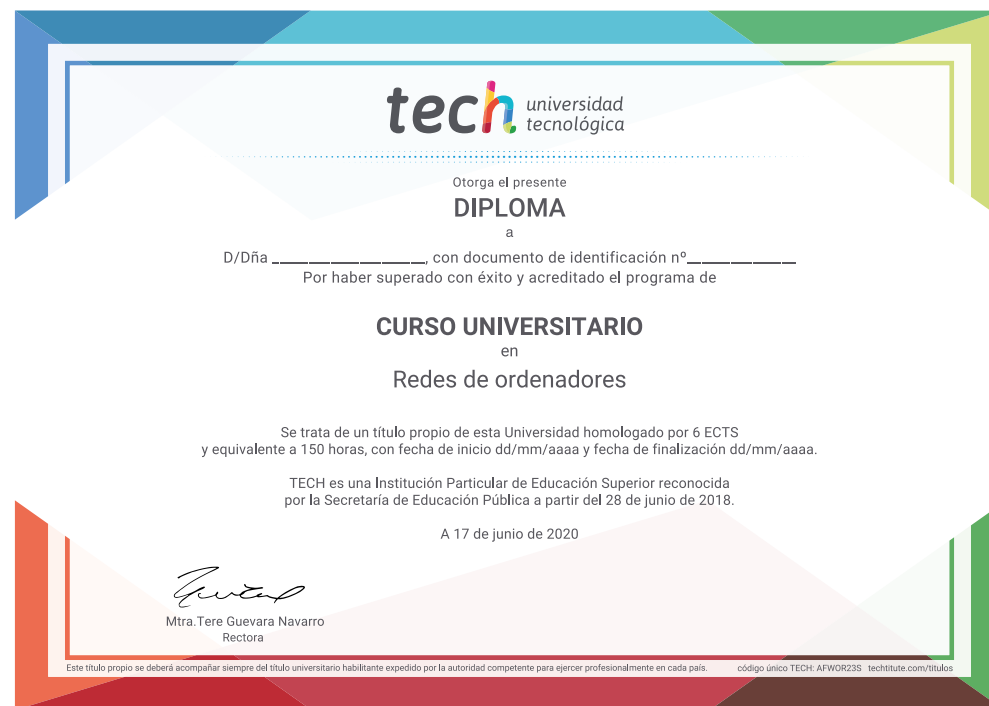 tech universidad
tecnológica
Otorga el presente
DIPLOMA
a
D/Dña ____________________, con documento de identificación nº______________
Por haber superado con éxito y acreditado el programa de
CURSO UNIVERSITARIO
en
Redes de ordenadores
Se trata de un título propio de esta Universidad homologado por 6 ECTS
y equivalente a 150 horas, con fecha de inicio dd/mm/aaaa y fecha de finalización dd/mm/aaaa.
TECH es una Institución Particular de Educación Superior reconocida
por la Secretaría de Educación Pública a partir del 28 de junio de 2018.
A 17 de junio de 2020
Mtra.Tere Guevara Navarro
Rectora
Este título propio se deberá acompañar siempre del título universitario habilitante expedido por la autoridad competente para ejercer profesionalmente en cada país. código único TECH: AFWOR23S techtitute.com/titulos